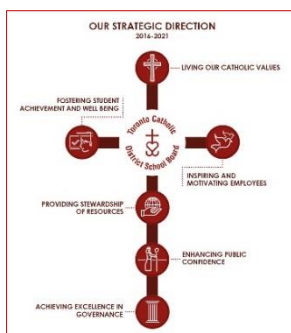 OUR STRATEGIC DIRECTION
2016-2021
LIVING OUR CATHOLIC VALUES
FOSTERING STUDENT
ACHIEVEMENT AND WELL BEING
Toronto Catholic
District School Board
INSPIRING AND
MOTIVATING EMPLOYEES
PROVIDING STEWARDSHIP
OF RESOURCES
ENHANCING PUBLIC
CONFIDENCE
ACHIEVING EXCELLENCE IN
GOVERNANCE